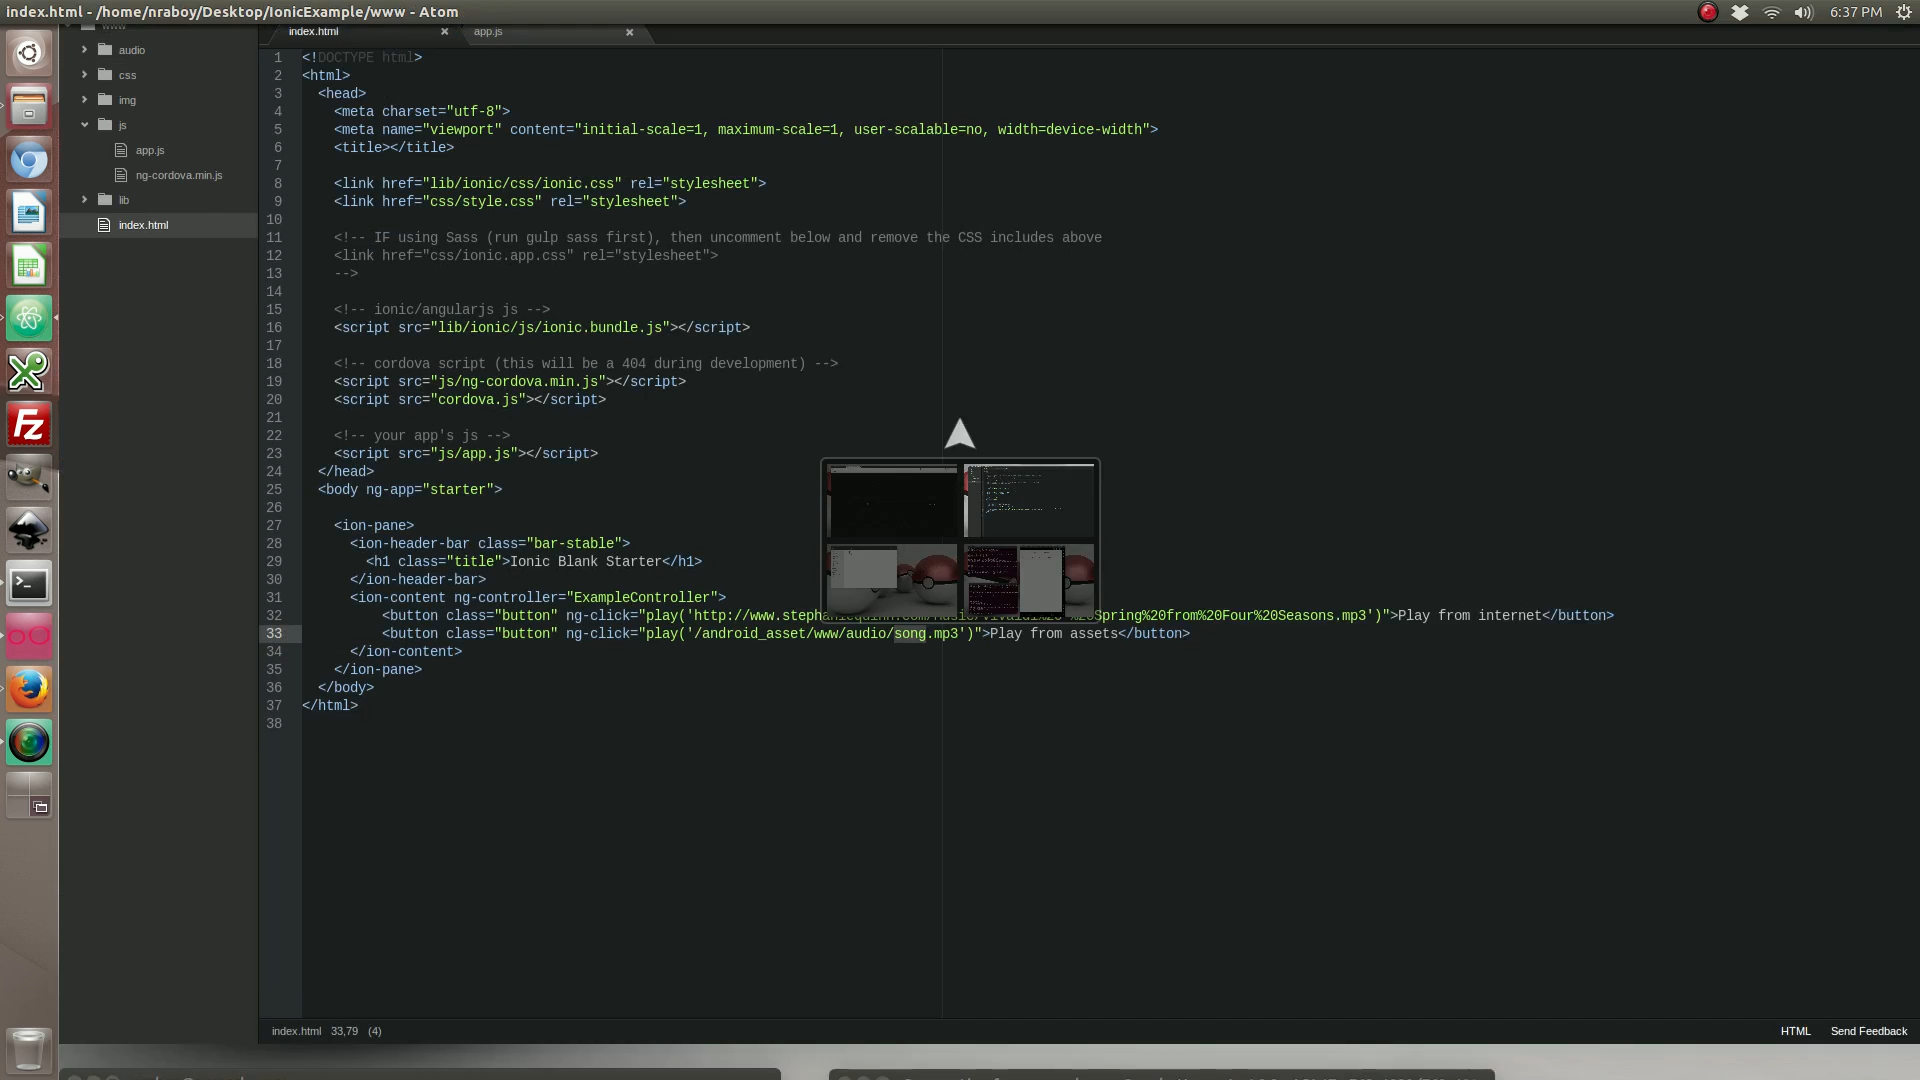 index.html - /home/nraboy/Desktop/IonicExample/www - Atom
6:37 PM
index.html
app.js
audio
css
img
js
app.js
ng-cordova.min.js
lib
index.html
1 <!DOCTYPE html>
2 <html>
3 <head>
4 <meta charset="utf-8">
5 <meta name="viewport" content="initial-scale=1, maximum-scale=1, user-scalable=no, width=device-width">
6 <title></title>
7
8 <link href="lib/ionic/css/ionic.css" rel="stylesheet">
9 <link href="css/style.css" rel="stylesheet">
10
11 <!-- IF using Sass (run gulp sass first), then uncomment below and remove the CSS includes above
12 <link href="css/ionic.app.css" rel="stylesheet">
13 -->
14
15 <!-- ionic/angularjs js -->
16 <script src="lib/ionic/js/ionic.bundle.js"></script>
17
18 <!-- cordova script (this will be a 404 during development) -->
19 <script src="js/ng-cordova.min.js"></script>
20 <script src="cordova.js"></script>
21
22 <!-- your app's js -->
23 <script src="js/app.js"></script>
24 </head>
25 <body ng-app="starter">
26
27 <ion-pane>
28 <ion-header-bar class="bar-stable">
29 <h1 class="title">Ionic Blank Starter</h1>
30 </ion-header-bar>
31 <ion-content ng-controller="ExampleController">
32 <button class="button" ng-click="play('http://www.steph Spring%20from%20Four%20Seasons.mp3')">Play from internet</button>
33 <button class="button" ng-click="play('/android_asset/www/audio/song.mp3')">Play from assets</button>
34 </ion-content>
35 </ion-pane>
36 </body>
37 </html>
38
index.html 33,79 (4)
HTML Send Feedback